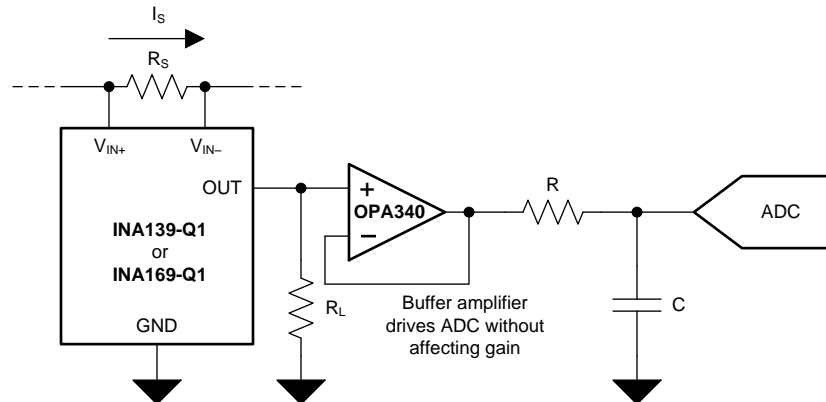 I_S
R_S
V_IN+
V_IN–
OUT
INA139-Q1
or
INA169-Q1
GND
R_L
+
OPA340
–
Buffer amplifier
drives ADC without
affecting gain
R
C
ADC